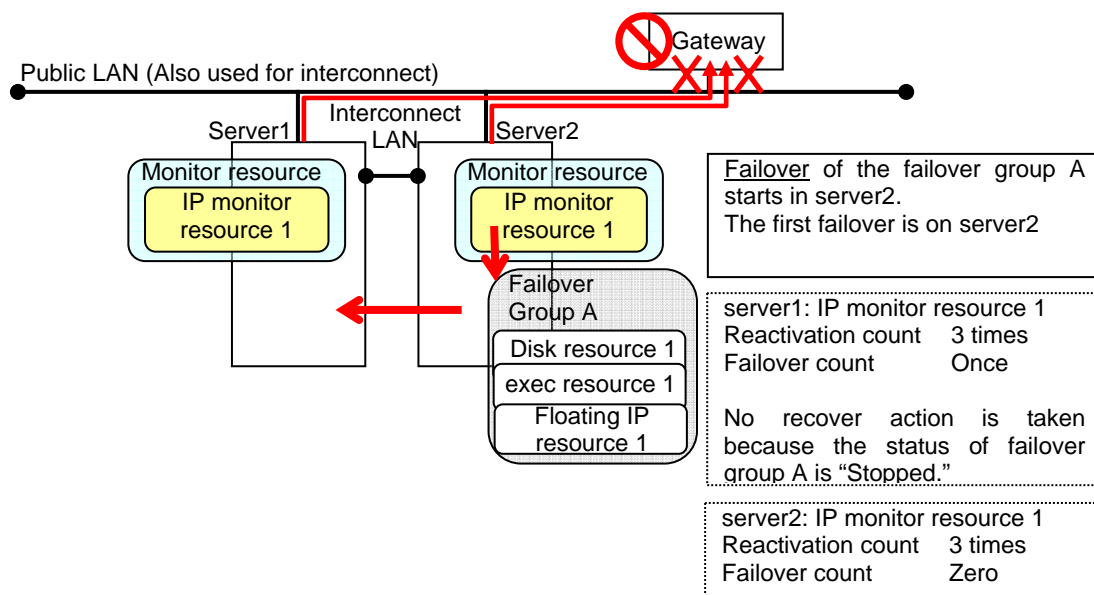 Gateway
Public LAN (Also used for interconnect)
Interconnect
LAN
Server1
Server2
Monitor resource
IP monitor
resource 1
Monitor resource
IP monitor
resource 1
Failover
Group A
Disk resource 1
exec resource 1
Floating IP
resource 1
Failover of the failover group A
starts in server2.
The first failover is on server2
server1: IP monitor resource 1
Reactivation count 3 times
Failover count Once
No recover action is taken
because the status of failover
group A is “Stopped.”
server2: IP monitor resource 1
Reactivation count 3 times
Failover count Zero